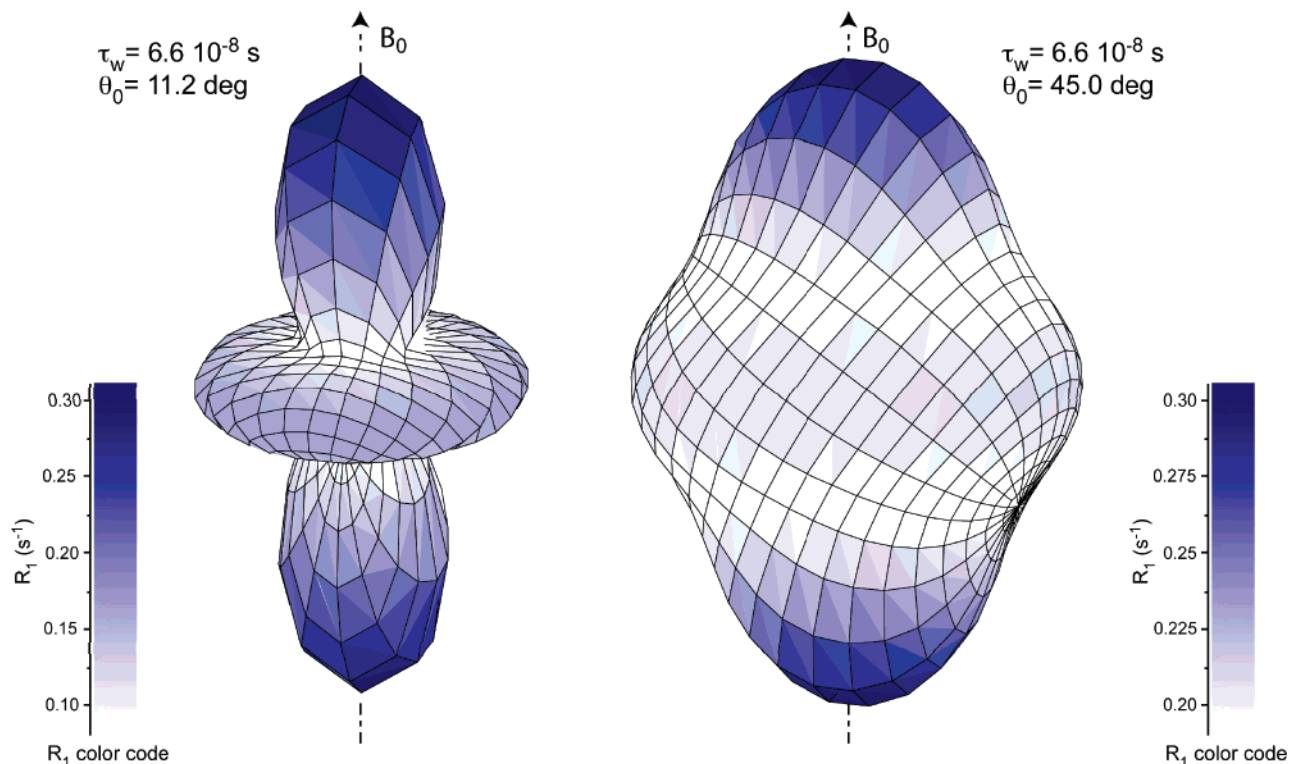 τw= 6.6 10-8 s
θ0= 11.2 deg
B0
B0
τw= 6.6 10-8 s
θ0= 45.0 deg
0.30
0.25
0.20
0.15
0.10
R1 (s-1)
R1 color code
0.30
0.275
0.25
0.225
0.20
R1 (s-1)
R1 color code